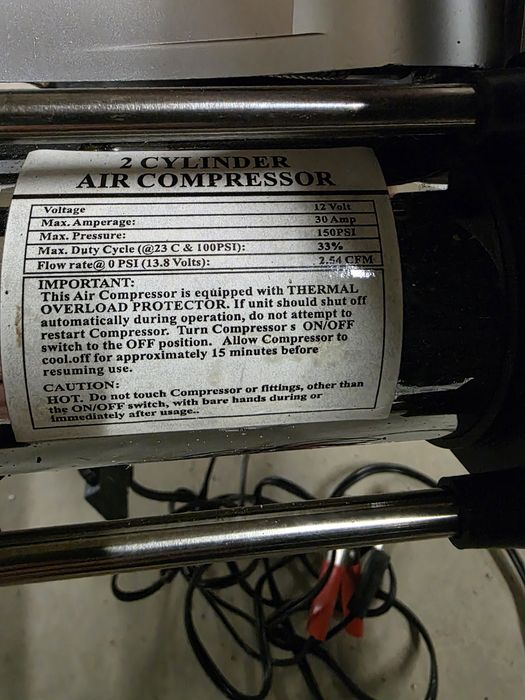 2 CYLINDER
AIR COMPRESSOR
Voltage 12 Volt
Max. Amperage: 30 Amp
Max. Pressure: 150PSI
Max. Duty Cycle (@23 C & 100PSI): 33%
Flow rate@ 0 PSI (13.8 Volts): 2.54 CFM
IMPORTANT:
This Air Compressor is equipped with THERMAL
OVERLOAD PROTECTOR. If unit should shut off
automatically during operation, do not attempt to
restart Compressor. Turn Compressor s ON/OFF
switch to the OFF position. Allow Compressor to
cool.off for approximately 15 minutes before
resuming use.
CAUTION:
HOT. Do not touch Compressor or fittings, other than
the ON/OFF switch, with bare hands during or
immediately after usage..